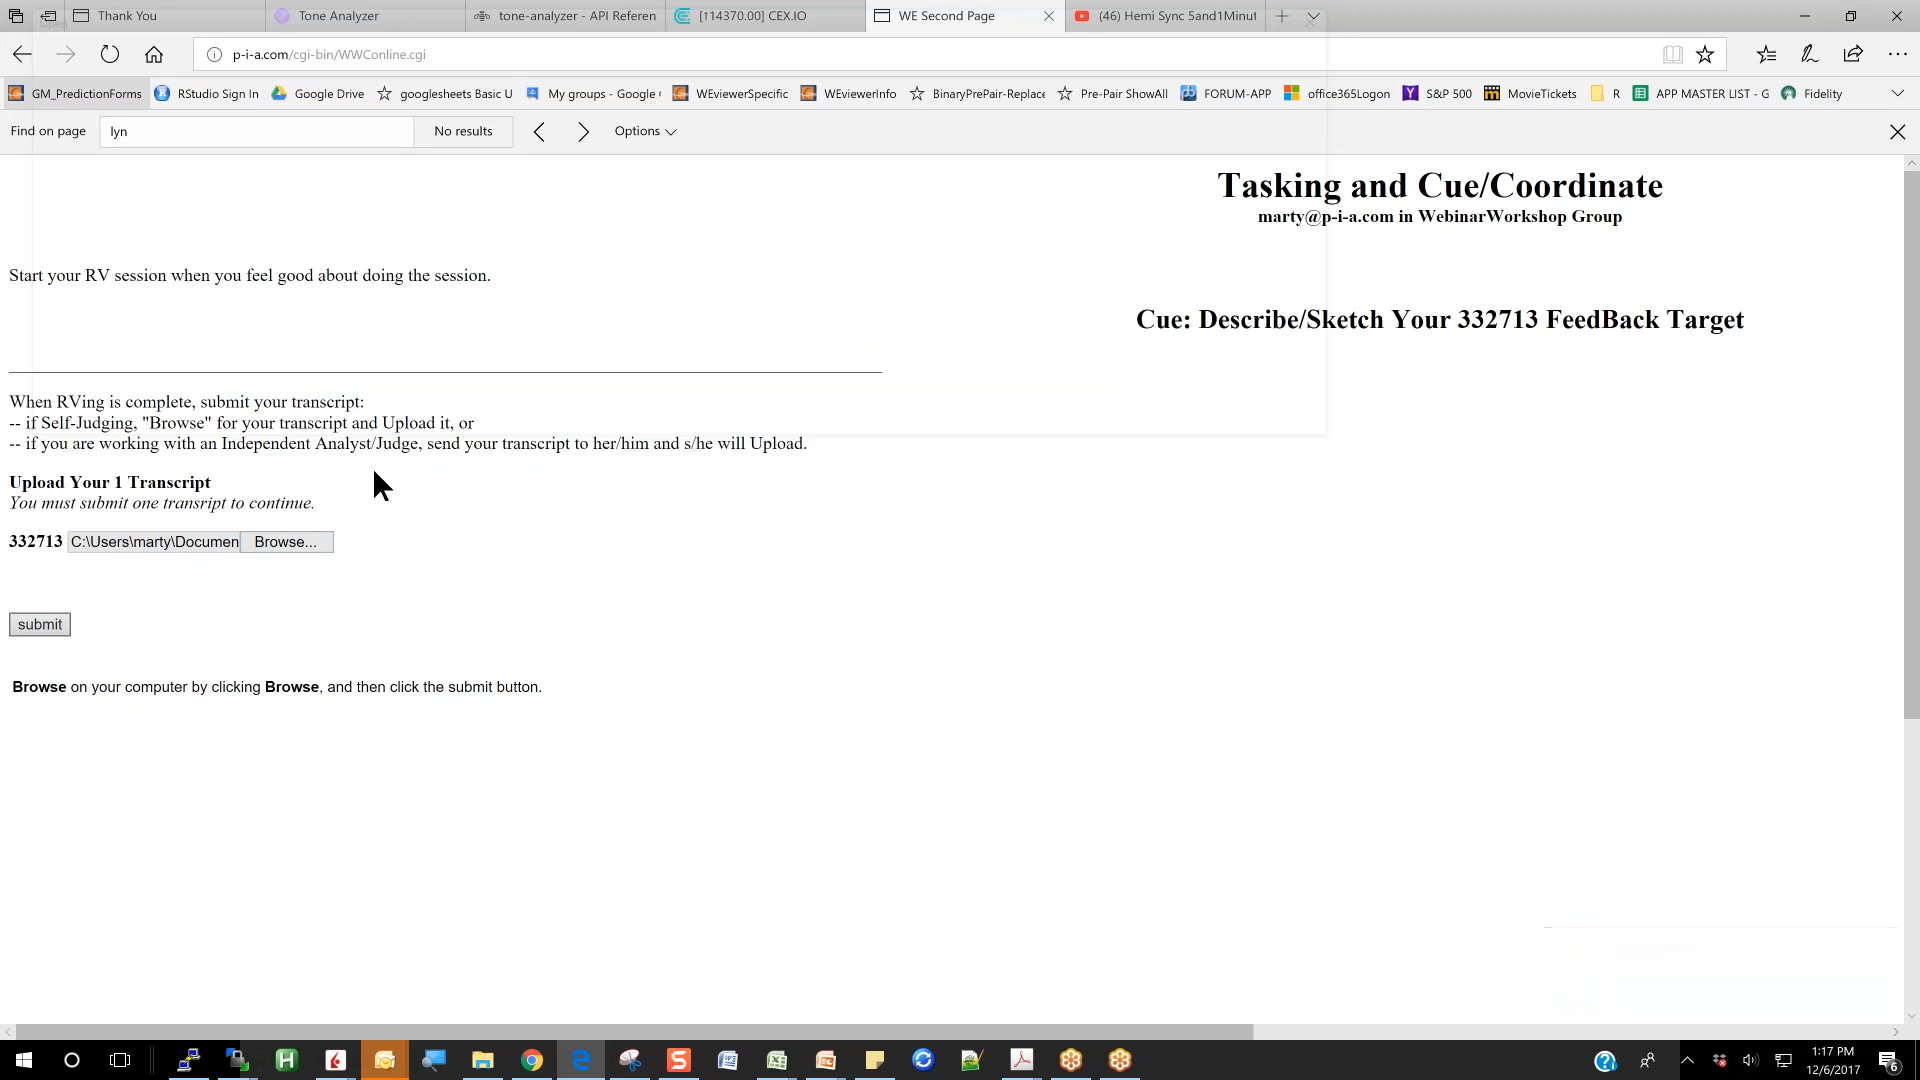 Thank You
Tone Analyzer
tone-analyzer - API Referen
[↑14370.00] CEX.IO
WE Second Page
(46) Hemi Sync 5and1Minut
p-i-a.com/cgi-bin/WWConline.cgi
GM_PredictionForms
RStudio Sign In
Google Drive
googlesheets Basic U
My groups - Google
WEviewerSpecific
WEviewerInfo
BinaryPrePair-Replace
Pre-Pair ShowAll
FORUM-APP
office365Logon
S&P 500
MovieTickets
R
APP MASTER LIST - G
Fidelity
Find on page
lyn
No results
Options
Tasking and Cue/Coordinate
marty@p-i-a.com in WebinarWorkshop Group
Start your RV session when you feel good about doing the session.
Cue: Describe/Sketch Your 332713 FeedBack Target
When RVing is complete, submit your transcript:
-- if Self-Judging, "Browse" for your transcript and Upload it, or
-- if you are working with an Independent Analyst/Judge, send your transcript to her/him and s/he will Upload.
Upload Your 1 Transcript
You must submit one transript to continue.
332713 C:\Users\marty\Documen Browse...
submit
Browse on your computer by clicking Browse, and then click the submit button.
1:17 PM
12/6/2017
6